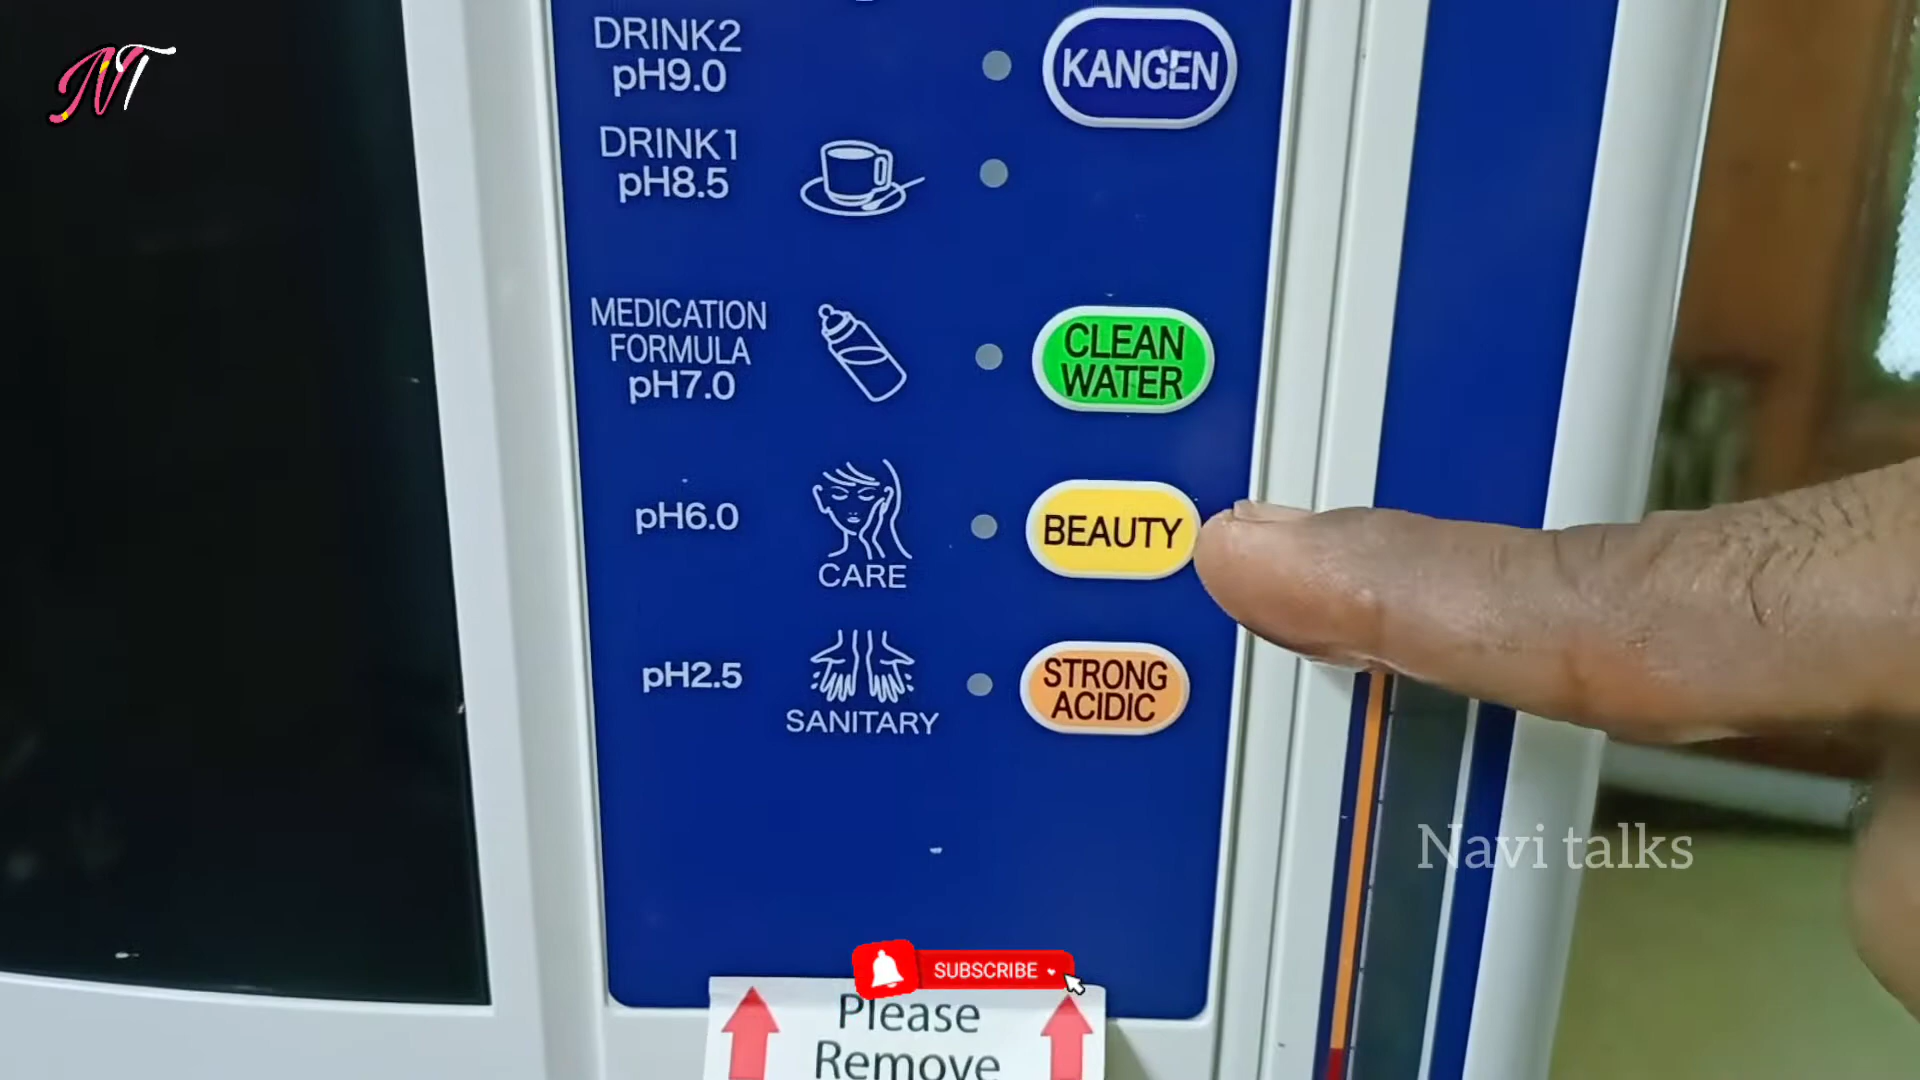 NT
DRINK2
pH9.0
KANGEN
DRINK1
pH8.5
MEDICATION
FORMULA
pH7.0
CLEAN
WATER
pH6.0
CARE
BEAUTY
pH2.5
SANITARY
STRONG
ACIDIC
Navi talks
SUBSCRIBE
Please
Remove